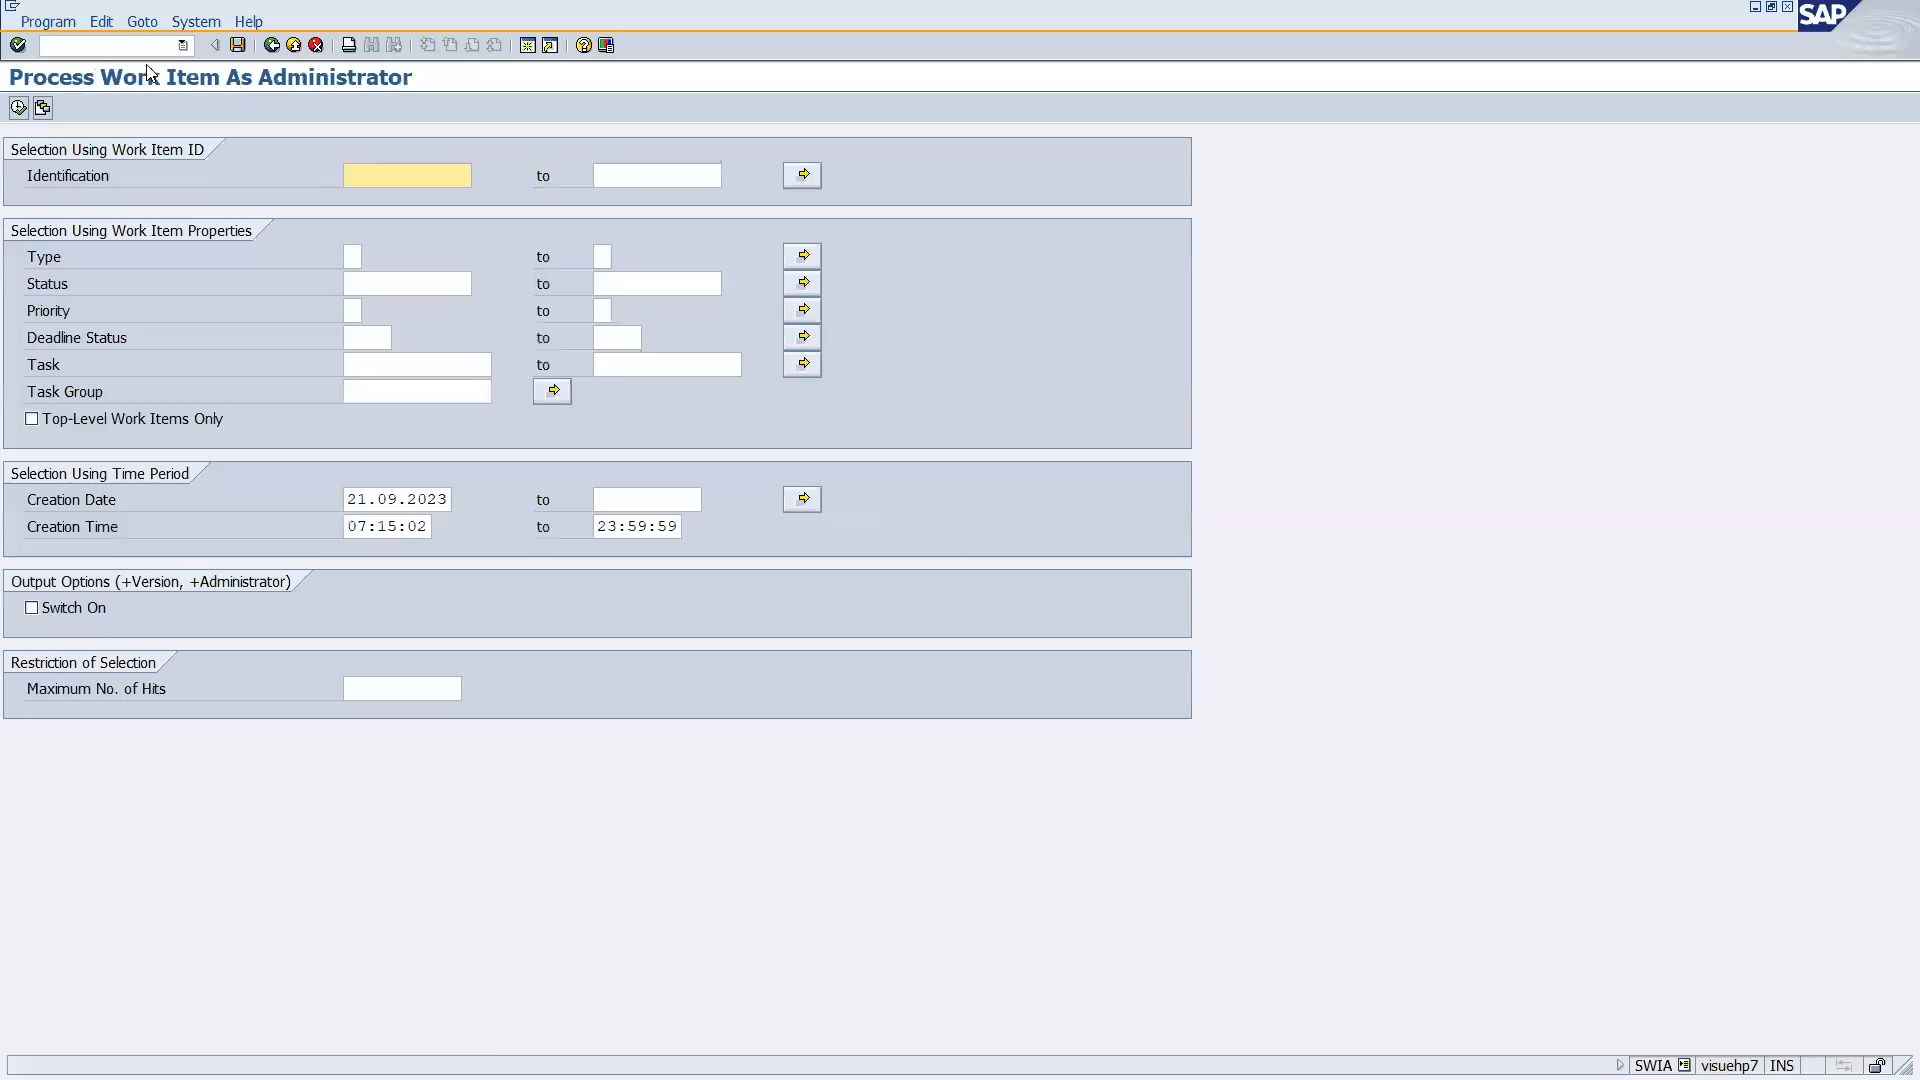 Program Edit Goto System Help
SAP
Process Work Item As Administrator
Selection Using Work Item ID
Identification to
Selection Using Work Item Properties
Type to
Status to
Priority to
Deadline Status to
Task to
Task Group
Top-Level Work Items Only
Selection Using Time Period
Creation Date 21.09.2023 to
Creation Time 07:15:02 to 23:59:59
Output Options (+Version, +Administrator)
Switch On
Restriction of Selection
Maximum No. of Hits
SWIA visuehp7 INS